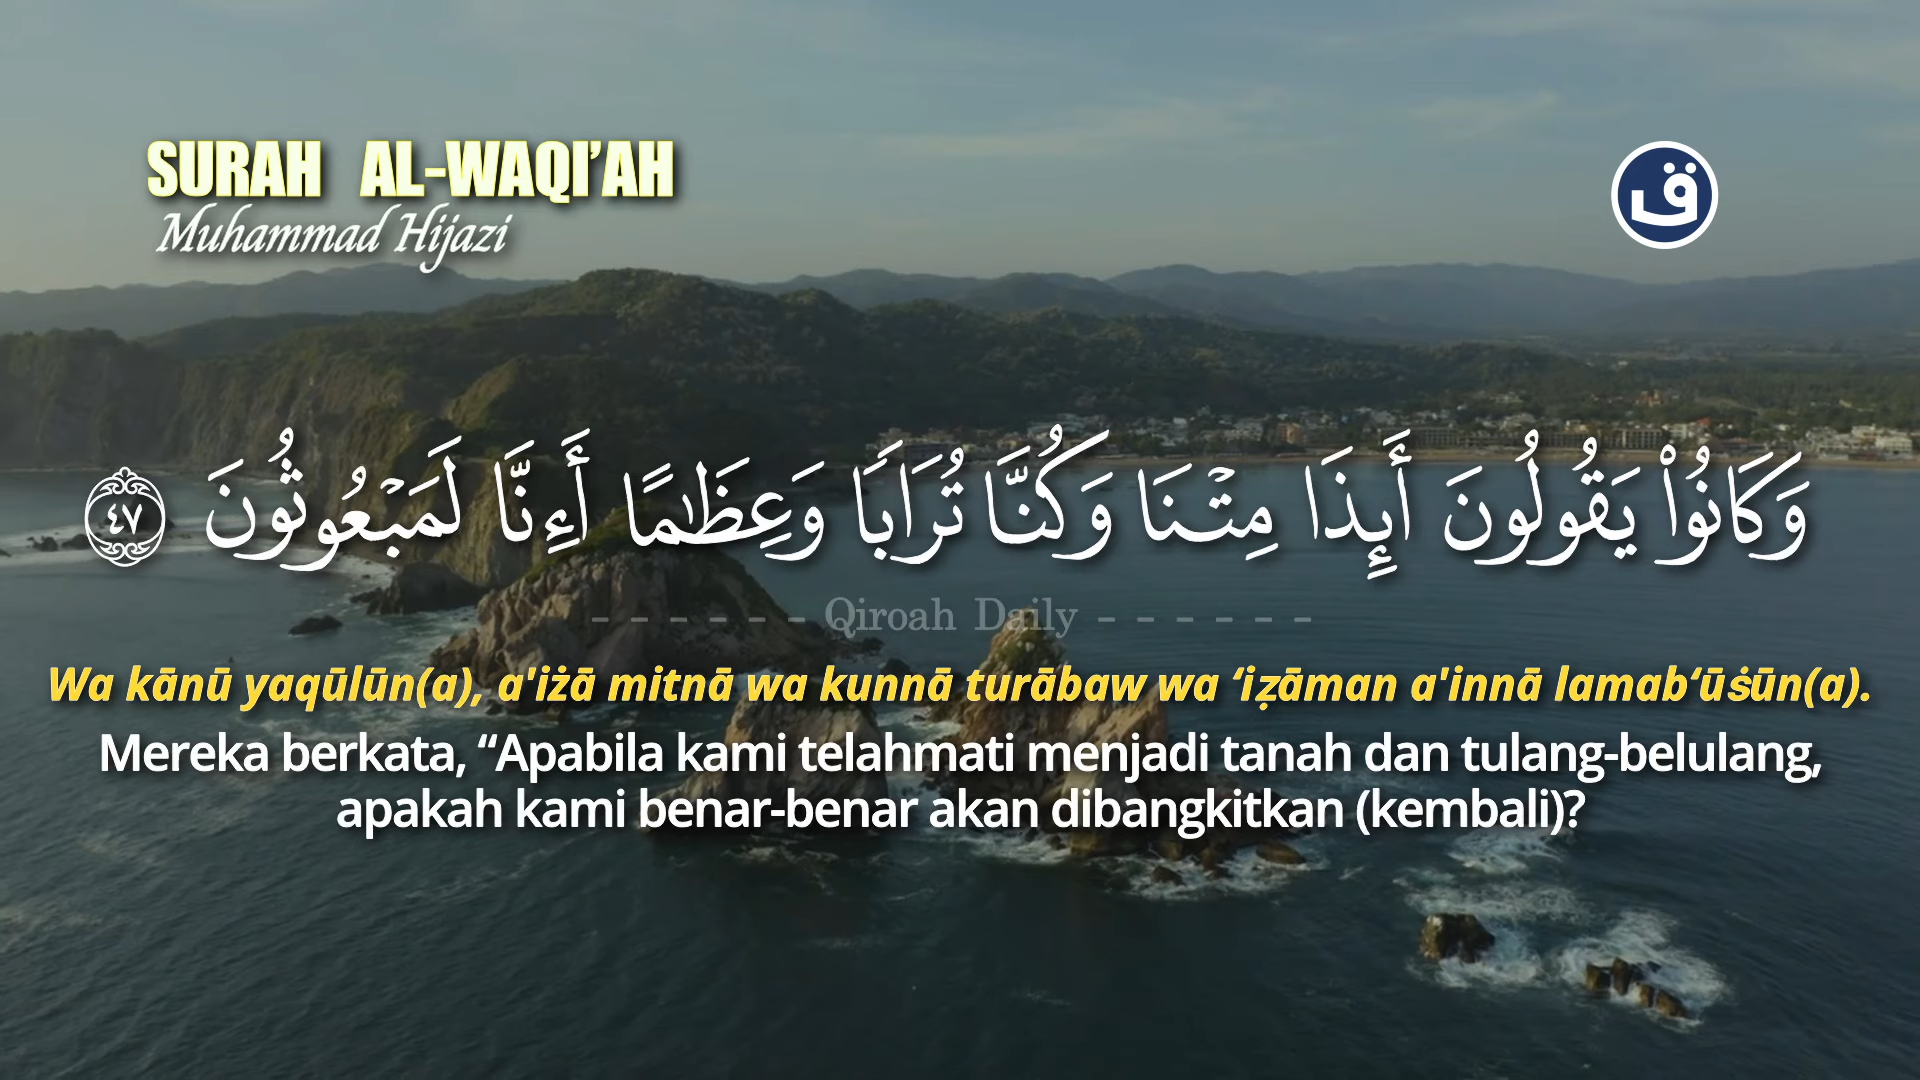 SURAH AL-WAQI’AH
Muhammad Hijazi
ق
وَكَانُوا۟ يَقُولُونَ أَئِذَا مِتْنَا وَكُنَّا تُرَابًا وَعِظَٰمًا أَءِنَّا لَمَبْعُوثُونَ ٤٧
- - - - - - Qiroah Daily - - - - - -
Wa kānū yaqūlūn(a), a'iżā mitnā wa kunnā turābaw wa ‘iẓāman a'innā lamab‘ūṡūn(a).
Mereka berkata, “Apabila kami telahmati menjadi tanah dan tulang-belulang,
apakah kami benar-benar akan dibangkitkan (kembali)?